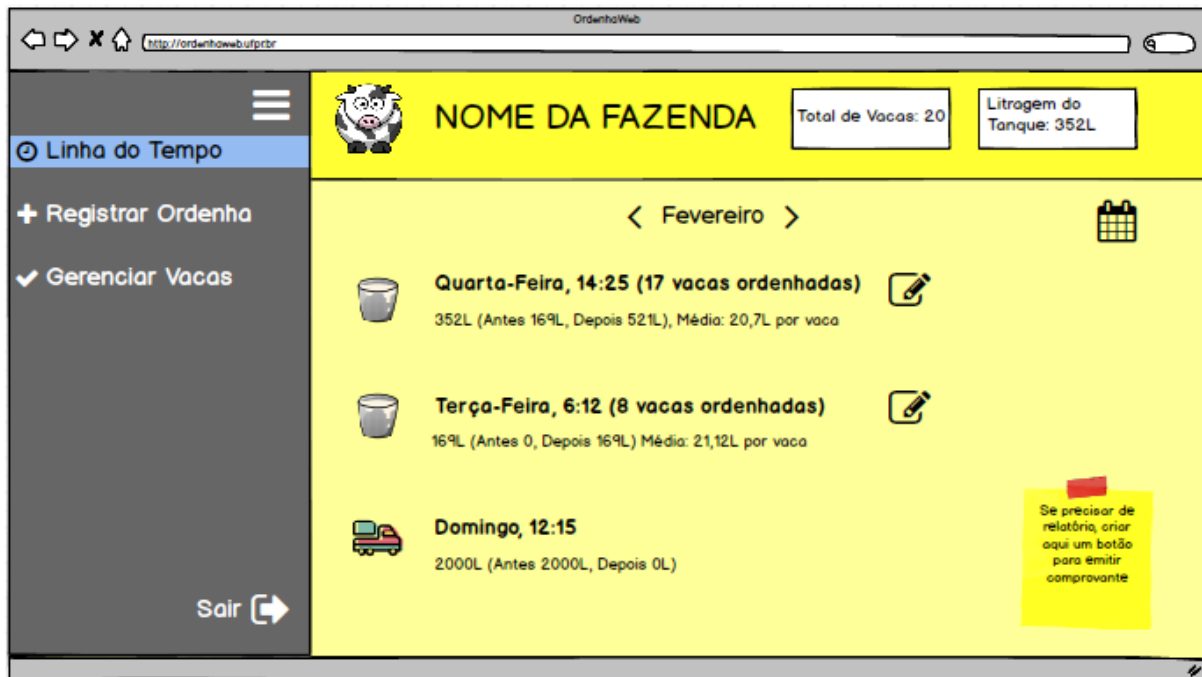 OrdenhaWeb
http://ordenhaweb.ufpr.br
Linha do Tempo
Registrar Ordenha
Gerenciar Vacas
Sair
NOME DA FAZENDA
Total de Vacas: 20
Litragem do
Tanque: 352L
Fevereiro
Quarta-Feira, 14:25 (17 vacas ordenhadas)
352L (Antes 169L, Depois 521L), Média: 20,7L por vaca
Terça-Feira, 6:12 (8 vacas ordenhadas)
169L (Antes 0, Depois 169L) Média: 21,12L por vaca
Domingo, 12:15
2000L (Antes 2000L, Depois 0L)
Se precisar de
relatório, criar
aqui um botão
para emitir
comprovante